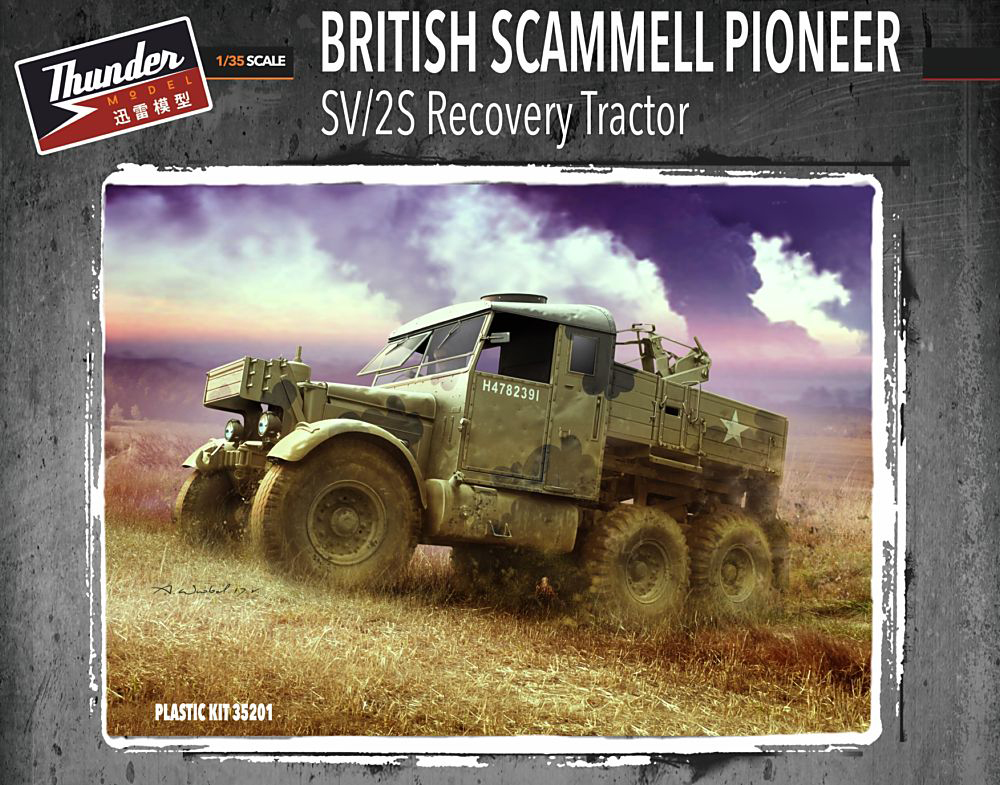 Thunder
MODEL
迅雷模型
1/35 SCALE
BRITISH SCAMMELL PIONEER
SV/2S Recovery Tractor
H4782391
PLASTIC KIT 35201